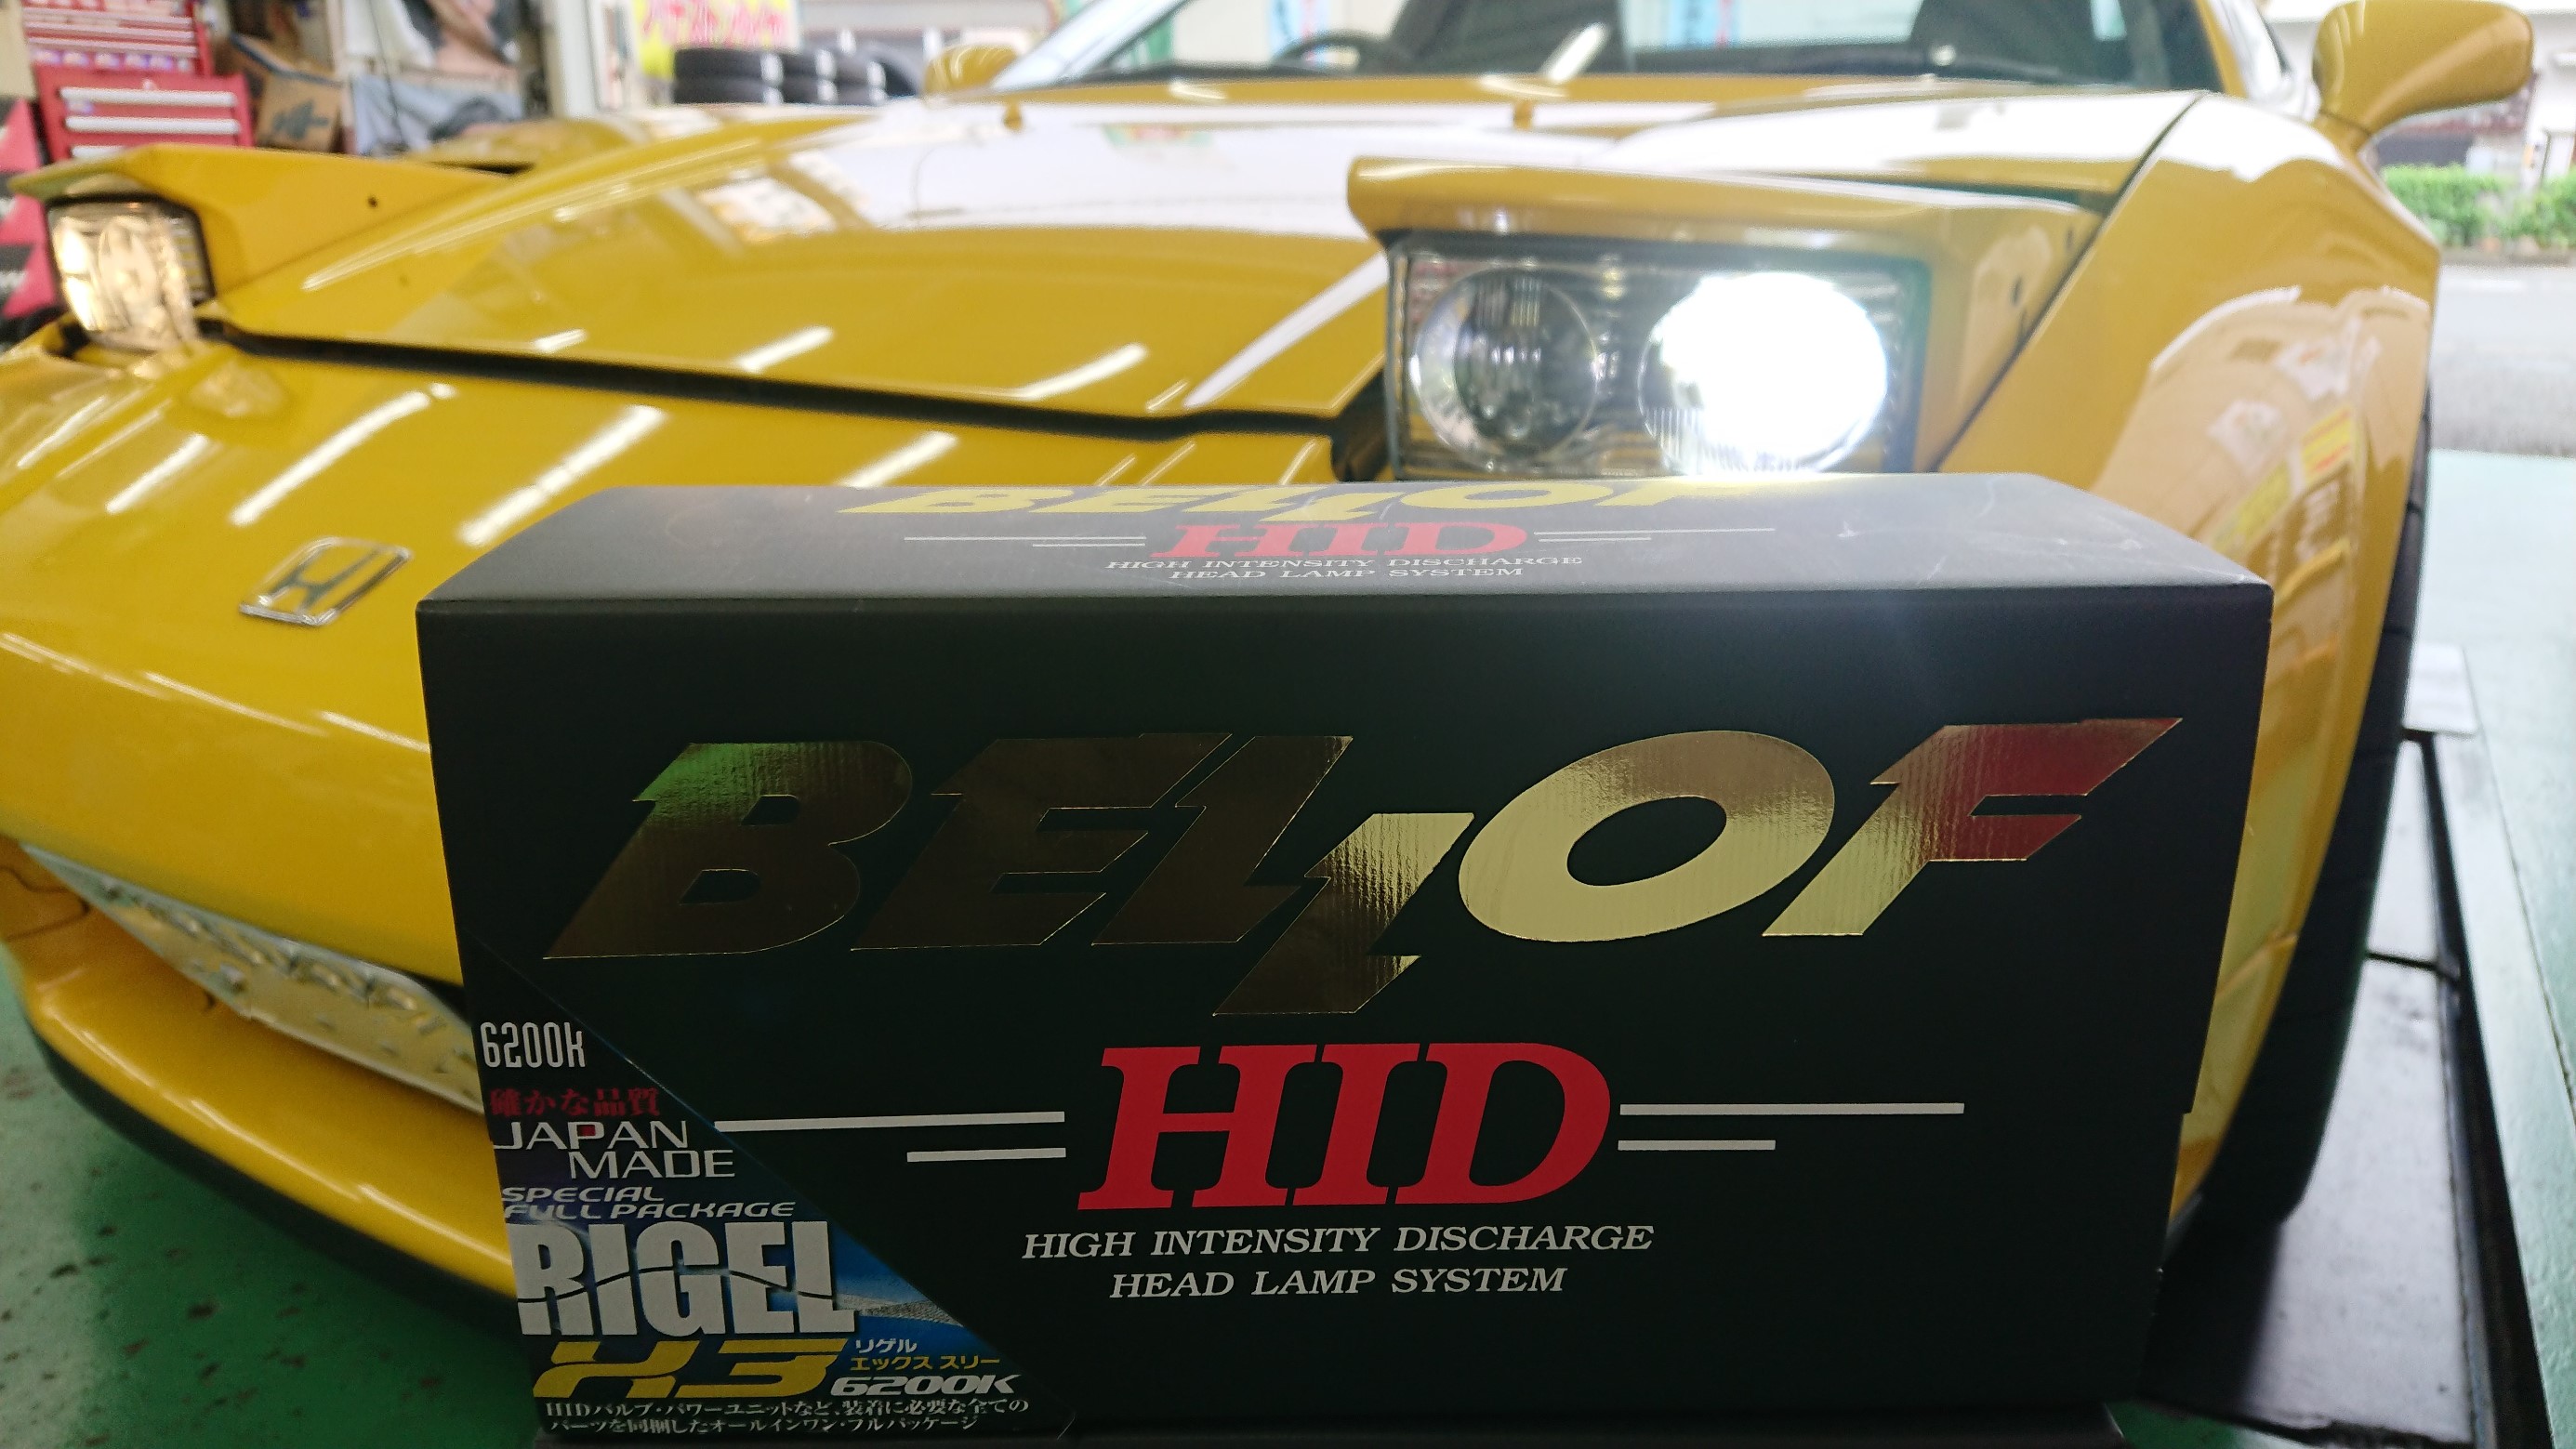 BELLOF
HID
HIGH INTENSITY DISCHARGE
HEAD LAMP SYSTEM
BELLOF
HID
HIGH INTENSITY DISCHARGE
HEAD LAMP SYSTEM
6200k
確かな品質
JAPAN
MADE
SPECIAL
FULL PACKAGE
RIGEL
X3
リゲル
エックス スリー
6200K
HIDバルブ・パワーユニットなど、装着に必要な全ての
パーツを同梱したオールインワン・フルパッケージ